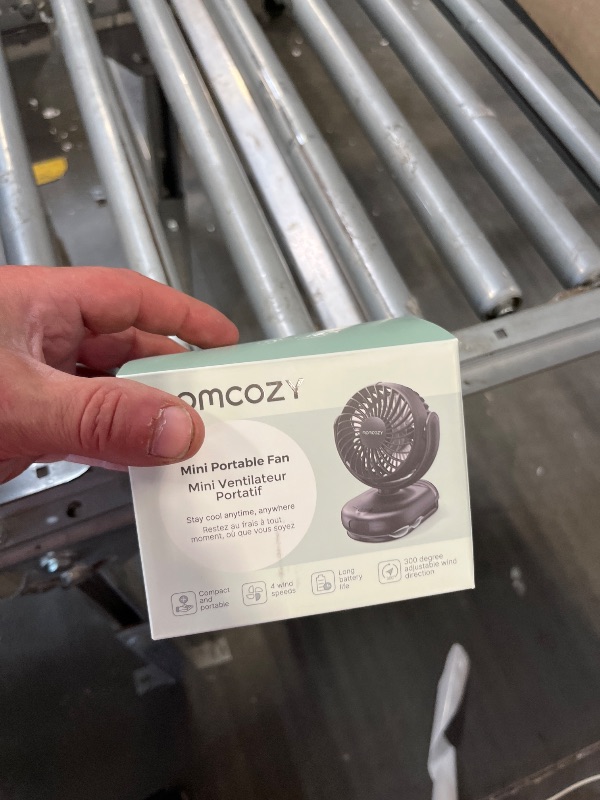 omcozy
momcozy
Mini Portable Fan
Mini Ventilateur
Portatif
Stay cool anytime, anywhere
Restez au frais à tout
moment, où que vous soyez
Compact
and
portable
4 wind
speeds
Long
battery
life
300 degree
adjustable wind
direction